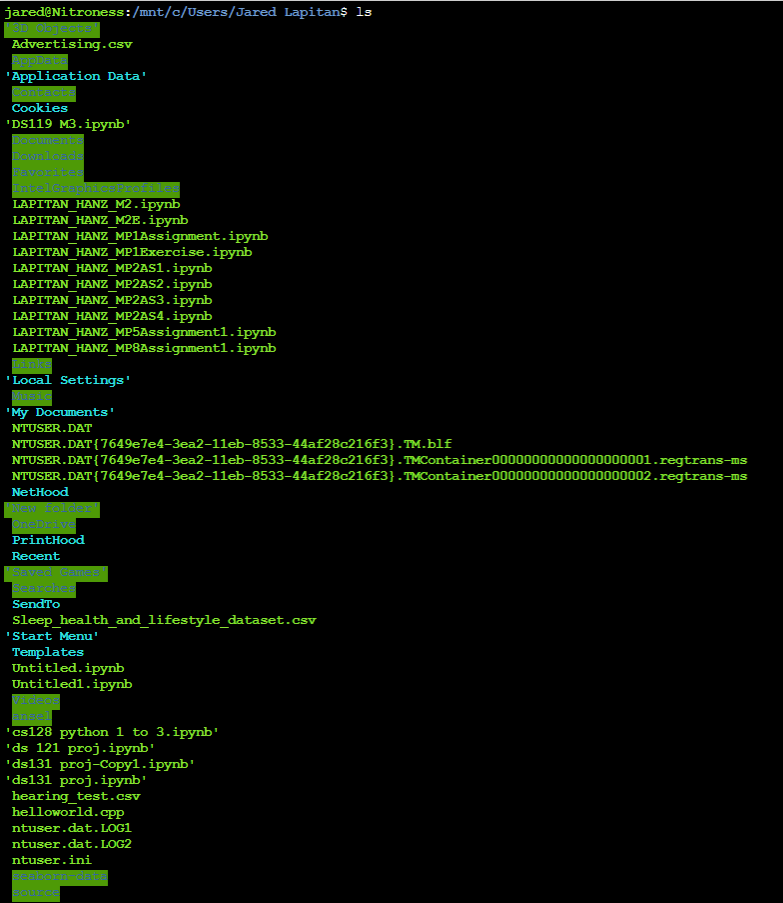 jared@Nitroness:/mnt/c/Users/Jared Lapitan$ ls
'3D Objects'
Advertising.csv
AppData
'Application Data'
Contacts
Cookies
'DS119 M3.ipynb'
Documents
Downloads
Favorites
IntelGraphicsProfiles
LAPITAN_HANZ_M2.ipynb
LAPITAN_HANZ_M2E.ipynb
LAPITAN_HANZ_MP1Assignment.ipynb
LAPITAN_HANZ_MP1Exercise.ipynb
LAPITAN_HANZ_MP2AS1.ipynb
LAPITAN_HANZ_MP2AS2.ipynb
LAPITAN_HANZ_MP2AS3.ipynb
LAPITAN_HANZ_MP2AS4.ipynb
LAPITAN_HANZ_MP5Assignment1.ipynb
LAPITAN_HANZ_MP8Assignment1.ipynb
Links
'Local Settings'
Music
'My Documents'
NTUSER.DAT
NTUSER.DAT{7649e7e4-3ea2-11eb-8533-44af28c216f3}.TM.blf
NTUSER.DAT{7649e7e4-3ea2-11eb-8533-44af28c216f3}.TMContainer00000000000000000001.regtrans-ms
NTUSER.DAT{7649e7e4-3ea2-11eb-8533-44af28c216f3}.TMContainer00000000000000000002.regtrans-ms
NetHood
'New folder'
OneDrive
PrintHood
Recent
'Saved Games'
Searches
SendTo
Sleep_health_and_lifestyle_dataset.csv
'Start Menu'
Templates
Untitled.ipynb
Untitled1.ipynb
Videos
ansel
'cs128 python 1 to 3.ipynb'
'ds 121 proj.ipynb'
'ds131 proj-Copy1.ipynb'
'ds131 proj.ipynb'
hearing_test.csv
helloworld.cpp
ntuser.dat.LOG1
ntuser.dat.LOG2
ntuser.ini
seaborn-data
source